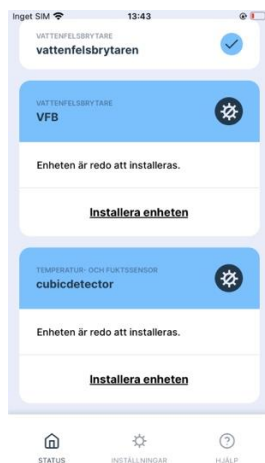 Inget SIM 13:43
VATTENFELSBRYTARE
vattenfelsbrytaren
VATTENFELSBRYTARE
VFB
Enheten är redo att installeras.
Installera enheten
TEMPERATUR- OCH FUKTSSENSOR
cubicdetector
Enheten är redo att installeras.
Installera enheten
STATUS INSTÄLLNINGAR HJÄLP